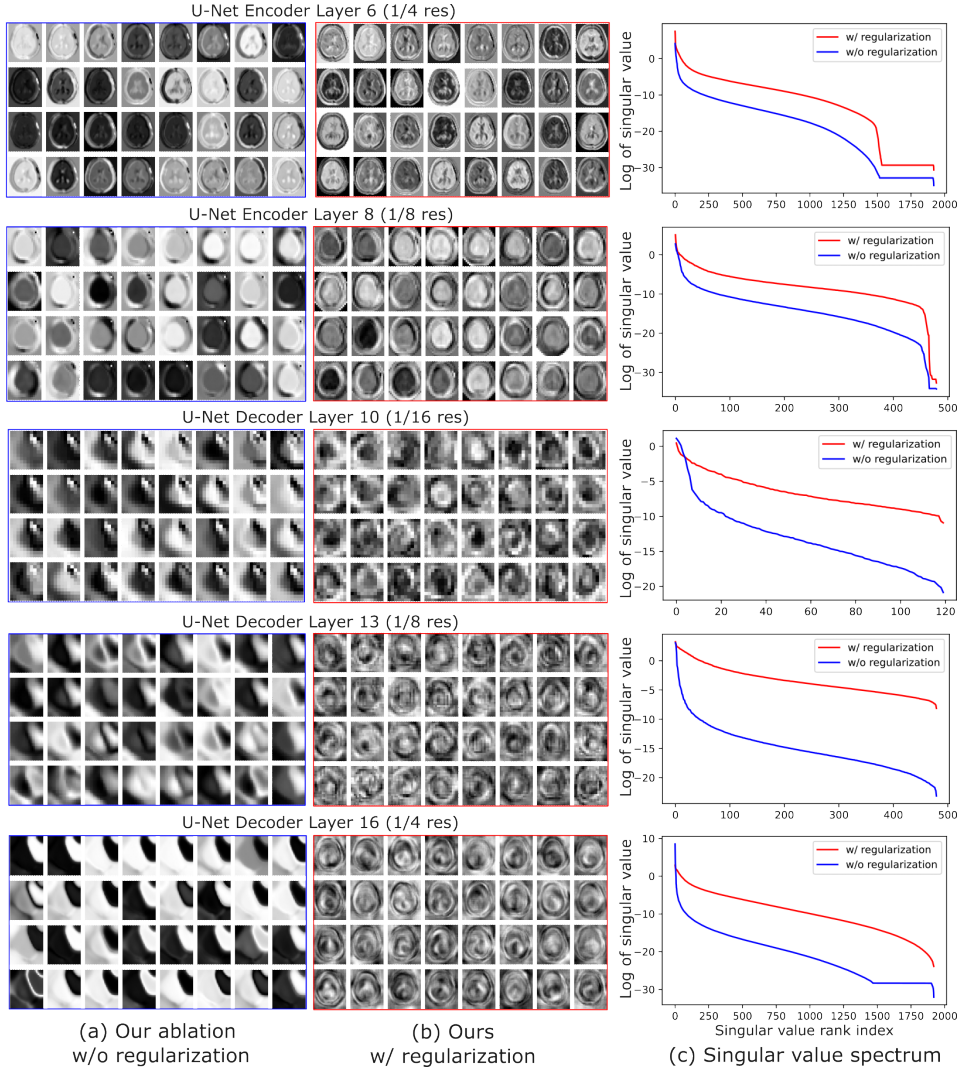 U-Net Encoder Layer 6 (1/4 res)
Log of singular value
w/ regularization
w/o regularization
0
−10
−20
−30
0 250 500 750 1000 1250 1500 1750 2000
U-Net Encoder Layer 8 (1/8 res)
Log of singular value
w/ regularization
w/o regularization
0
−10
−20
−30
0 100 200 300 400 500
U-Net Decoder Layer 10 (1/16 res)
Log of singular value
w/ regularization
w/o regularization
0
−5
−10
−15
−20
0 20 40 60 80 100 120
U-Net Decoder Layer 13 (1/8 res)
Log of singular value
w/ regularization
w/o regularization
0
−5
−10
−15
−20
0 100 200 300 400 500
U-Net Decoder Layer 16 (1/4 res)
Log of singular value
w/ regularization
w/o regularization
10
0
−10
−20
−30
0 250 500 750 1000 1250 1500 1750 2000
Singular value rank index
(a) Our ablation
w/o regularization
(b) Ours
w/ regularization
(c) Singular value spectrum